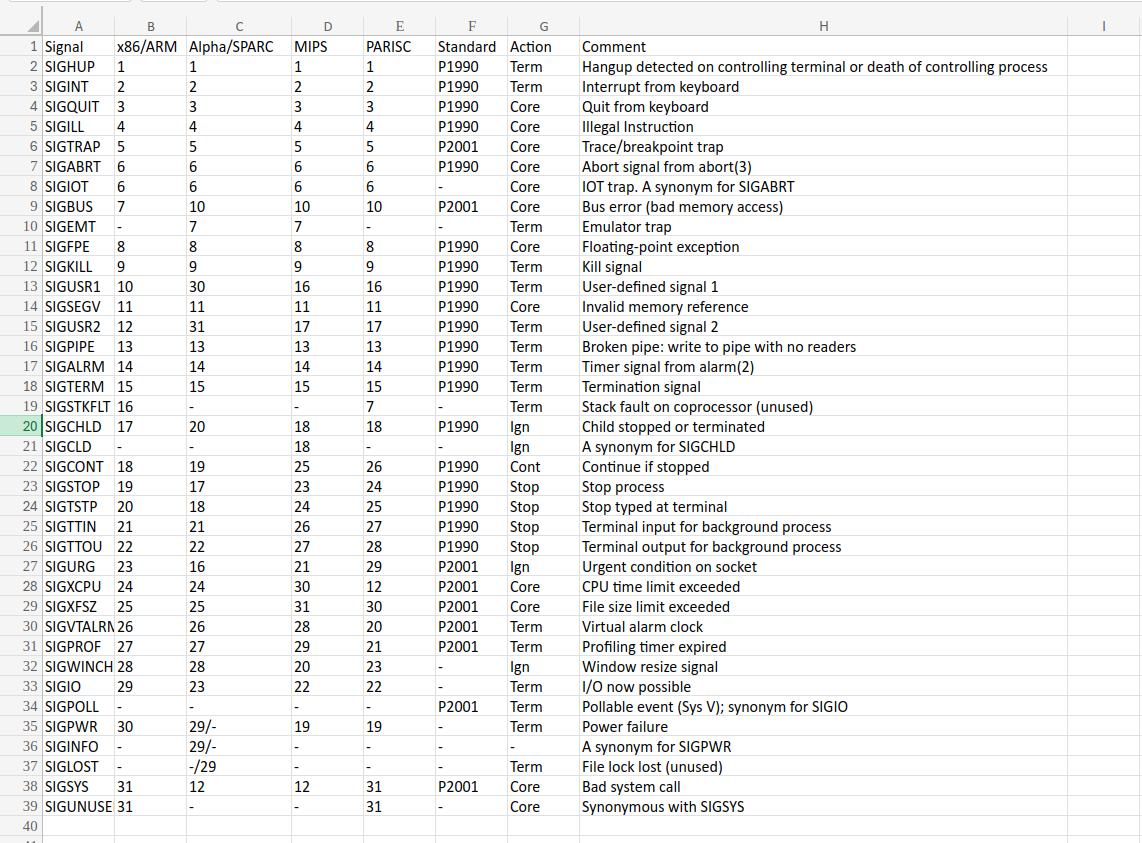 A B C D E F G H I
1 Signal x86/ARM Alpha/SPARC MIPS PARISC Standard Action Comment
2 SIGHUP 1 1 1 1 P1990 Term Hangup detected on controlling terminal or death of controlling process
3 SIGINT 2 2 2 2 P1990 Term Interrupt from keyboard
4 SIGQUIT 3 3 3 3 P1990 Core Quit from keyboard
5 SIGILL 4 4 4 4 P1990 Core Illegal Instruction
6 SIGTRAP 5 5 5 5 P2001 Core Trace/breakpoint trap
7 SIGABRT 6 6 6 6 P1990 Core Abort signal from abort(3)
8 SIGIOT 6 6 6 6 - Core IOT trap. A synonym for SIGABRT
9 SIGBUS 7 10 10 10 P2001 Core Bus error (bad memory access)
10 SIGEMT - 7 7 - - Term Emulator trap
11 SIGFPE 8 8 8 8 P1990 Core Floating-point exception
12 SIGKILL 9 9 9 9 P1990 Term Kill signal
13 SIGUSR1 10 30 16 16 P1990 Term User-defined signal 1
14 SIGSEGV 11 11 11 11 P1990 Core Invalid memory reference
15 SIGUSR2 12 31 17 17 P1990 Term User-defined signal 2
16 SIGPIPE 13 13 13 13 P1990 Term Broken pipe: write to pipe with no readers
17 SIGALRM 14 14 14 14 P1990 Term Timer signal from alarm(2)
18 SIGTERM 15 15 15 15 P1990 Term Termination signal
19 SIGSTKFLT 16 - - 7 - Term Stack fault on coprocessor (unused)
20 SIGCHLD 17 20 18 18 P1990 Ign Child stopped or terminated
21 SIGCLD - - 18 - - Ign A synonym for SIGCHLD
22 SIGCONT 18 19 25 26 P1990 Cont Continue if stopped
23 SIGSTOP 19 17 23 24 P1990 Stop Stop process
24 SIGTSTP 20 18 24 25 P1990 Stop Stop typed at terminal
25 SIGTTIN 21 21 26 27 P1990 Stop Terminal input for background process
26 SIGTTOU 22 22 27 28 P1990 Stop Terminal output for background process
27 SIGURG 23 16 21 29 P2001 Ign Urgent condition on socket
28 SIGXCPU 24 24 30 12 P2001 Core CPU time limit exceeded
29 SIGXFSZ 25 25 31 30 P2001 Core File size limit exceeded
30 SIGVTALRM 26 26 28 20 P2001 Term Virtual alarm clock
31 SIGPROF 27 27 29 21 P2001 Term Profiling timer expired
32 SIGWINCH 28 28 20 23 - Ign Window resize signal
33 SIGIO 29 23 22 22 - Term I/O now possible
34 SIGPOLL - - - - P2001 Term Pollable event (Sys V); synonym for SIGIO
35 SIGPWR 30 29/- 19 19 - Term Power failure
36 SIGINFO - 29/- - - - - A synonym for SIGPWR
37 SIGLOST - -/29 - - - Term File lock lost (unused)
38 SIGSYS 31 12 12 31 P2001 Core Bad system call
39 SIGUNUSE 31 - - 31 - Core Synonymous with SIGSYS
40